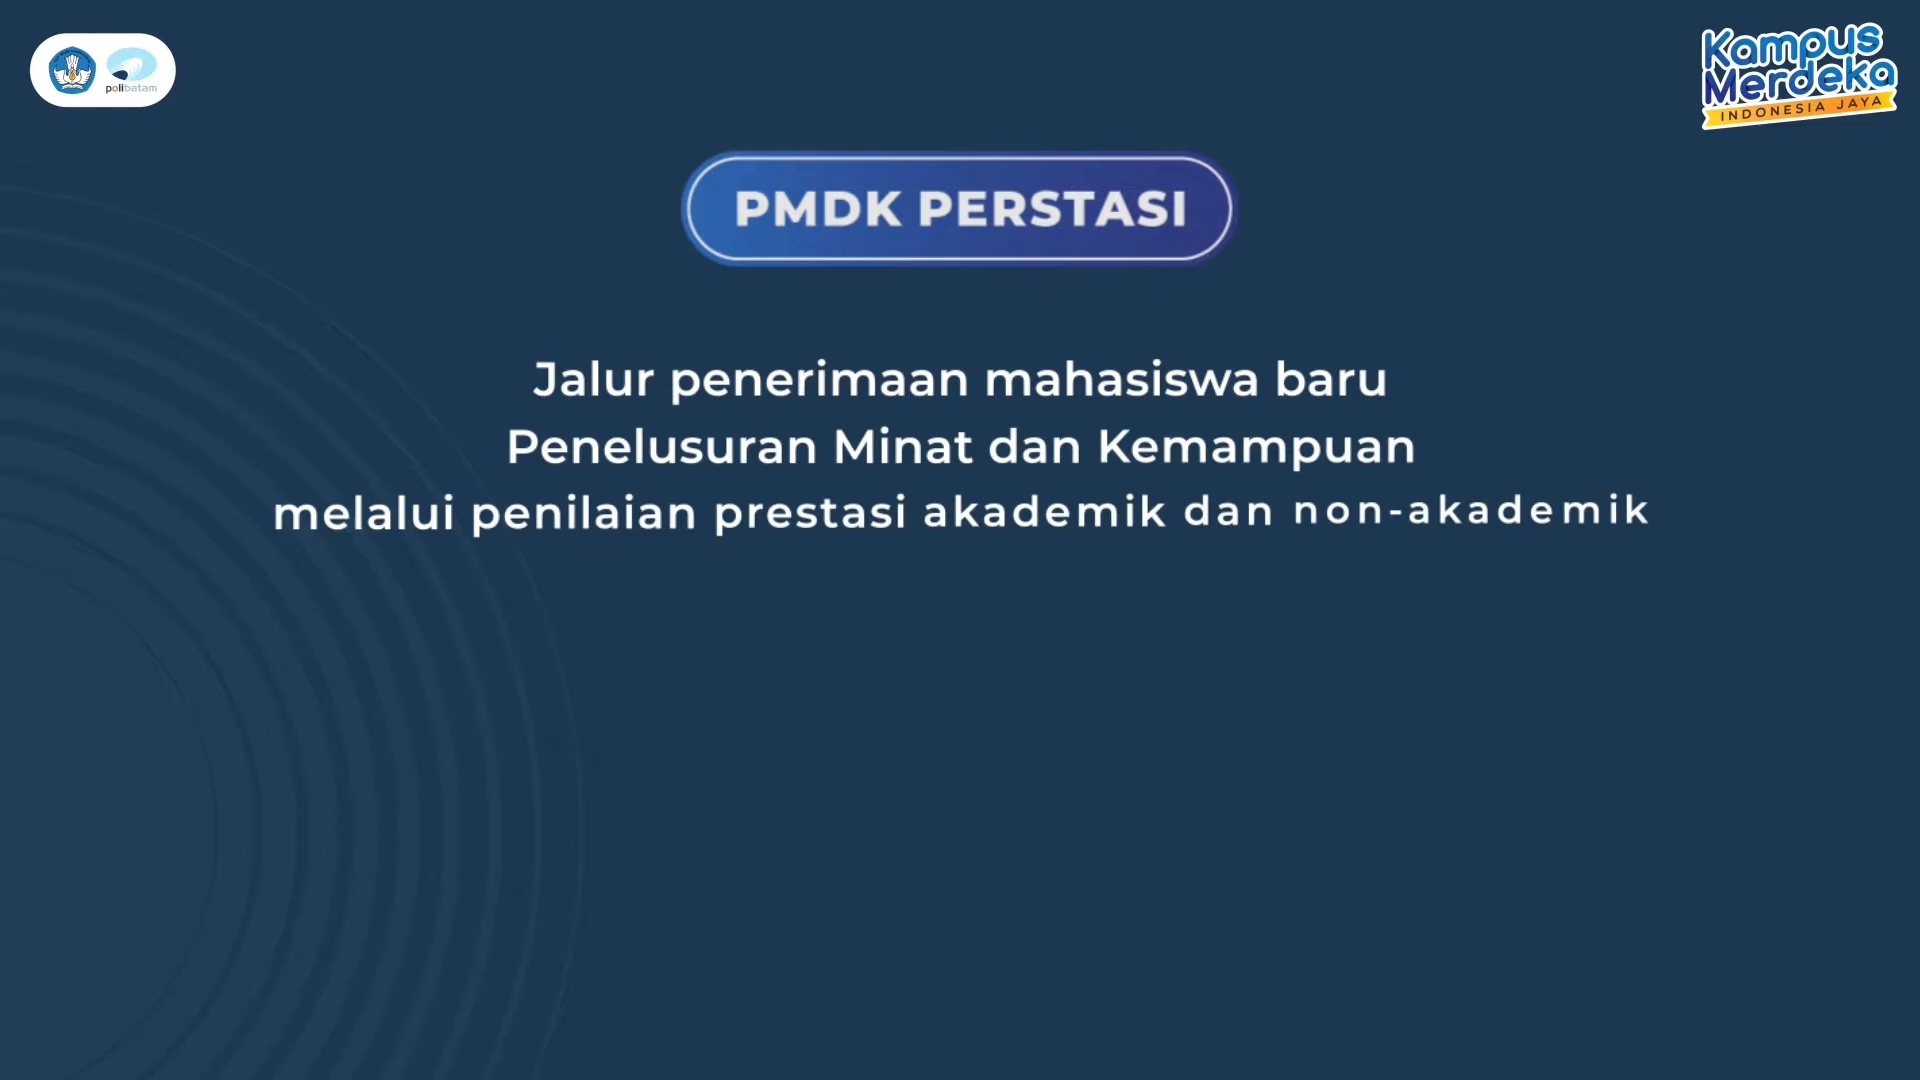 polibatam
Kampus
Merdeka
INDONESIA JAYA
PMDK PERSTASI
Jalur penerimaan mahasiswa baru
Penelusuran Minat dan Kemampuan
melalui penilaian prestasi akademik dan non-akademik